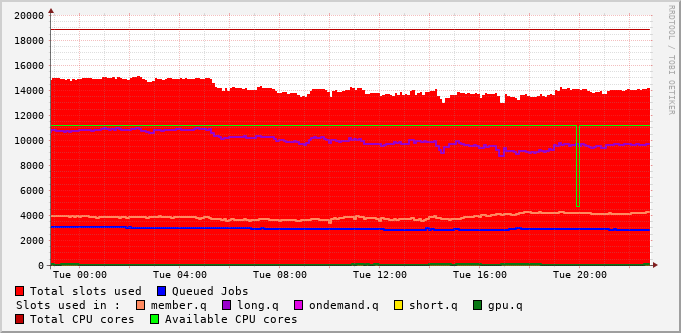 RRDTOOL / TOBI OETIKER
20000
18000
16000
14000
12000
10000
8000
6000
4000
2000
0
Tue 00:00 Tue 04:00 Tue 08:00 Tue 12:00 Tue 16:00 Tue 20:00
Total slots used Queued Jobs
Slots used in : member.q long.q ondemand.q short.q gpu.q
Total CPU cores Available CPU cores